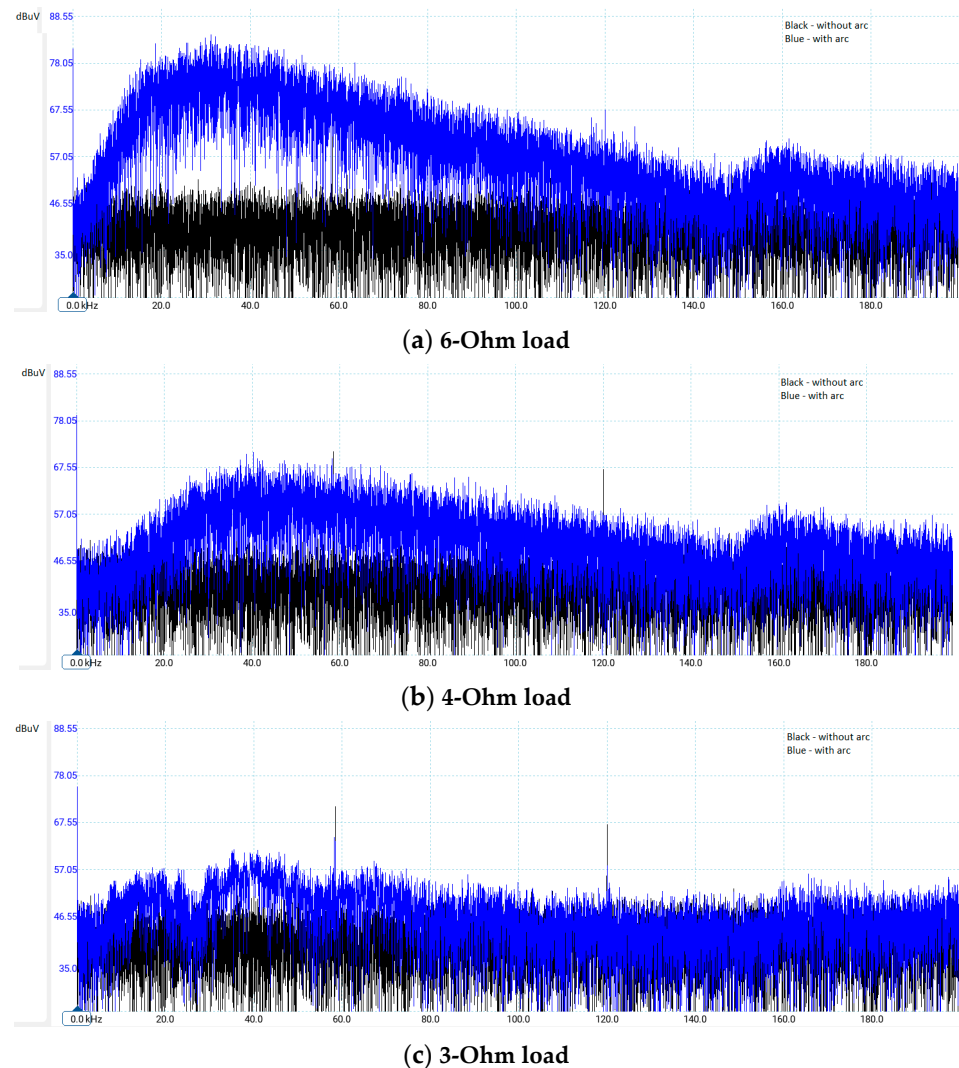 dBuV
88.55
Black - without arc
Blue - with arc
78.05
67.55
57.05
46.55
35.0
0.0 kHz 20.0 40.0 60.0 80.0 100.0 120.0 140.0 160.0 180.0
(a) 6-Ohm load
dBuV
88.55
Black - without arc
Blue - with arc
78.05
67.55
57.05
46.55
35.0
0.0 kHz 20.0 40.0 60.0 80.0 100.0 120.0 140.0 160.0 180.0
(b) 4-Ohm load
dBuV
88.55
Black - without arc
Blue - with arc
78.05
67.55
57.05
46.55
35.0
0.0 kHz 20.0 40.0 60.0 80.0 100.0 120.0 140.0 160.0 180.0
(c) 3-Ohm load